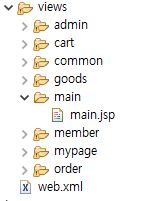 views
admin
cart
common
goods
main
main.jsp
member
mypage
order
web.xml